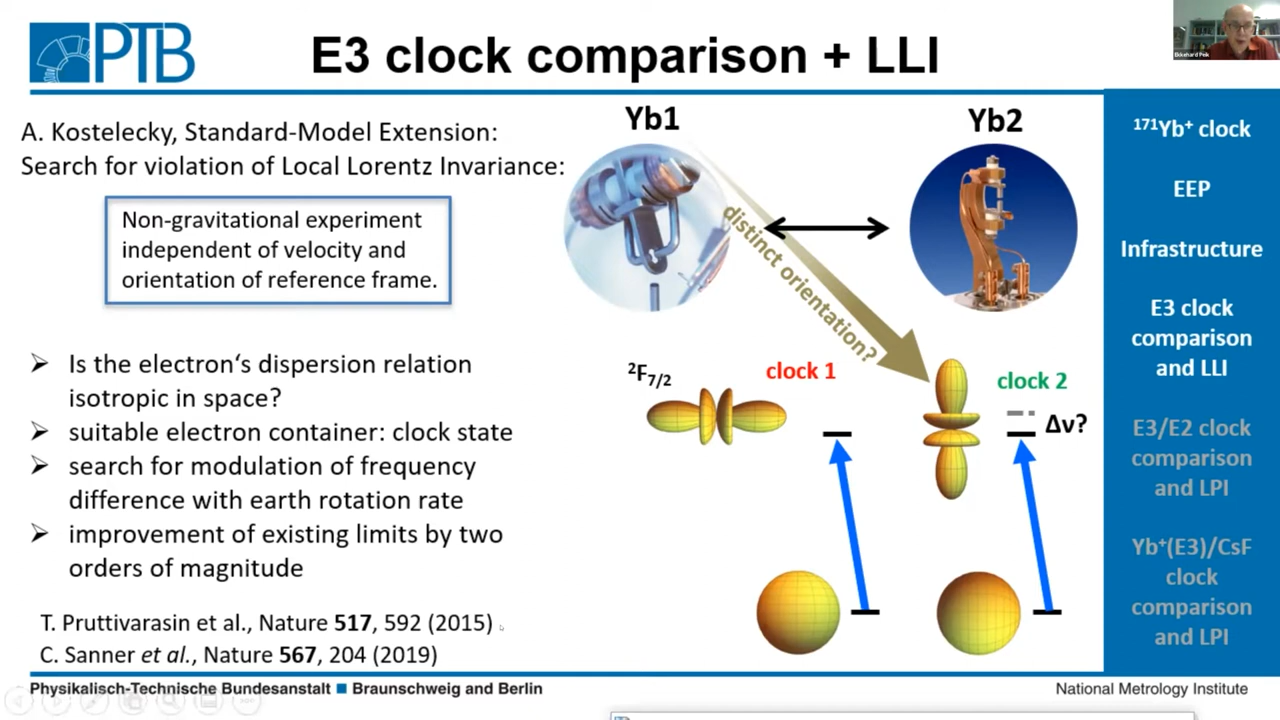 PTB
E3 clock comparison + LLI
Ekkehard Peik
A. Kostelecky, Standard-Model Extension:
Search for violation of Local Lorentz Invariance:
Non-gravitational experiment
independent of velocity and
orientation of reference frame.
➢ Is the electron‘s dispersion relation
isotropic in space?
➢ suitable electron container: clock state
➢ search for modulation of frequency
difference with earth rotation rate
➢ improvement of existing limits by two
orders of magnitude
T. Pruttivarasin et al., Nature 517, 592 (2015)
C. Sanner et al., Nature 567, 204 (2019)
Yb1
Yb2
distinct orientation?
²F₇/₂
clock 1
clock 2
Δν?
¹⁷¹Yb⁺ clock
EEP
Infrastructure
E3 clock
comparison
and LLI
E3/E2 clock
comparison
and LPI
Yb⁺(E3)/CsF
clock
comparison
and LPI
Physikalisch-Technische Bundesanstalt ■ Braunschweig and Berlin
National Metrology Institute